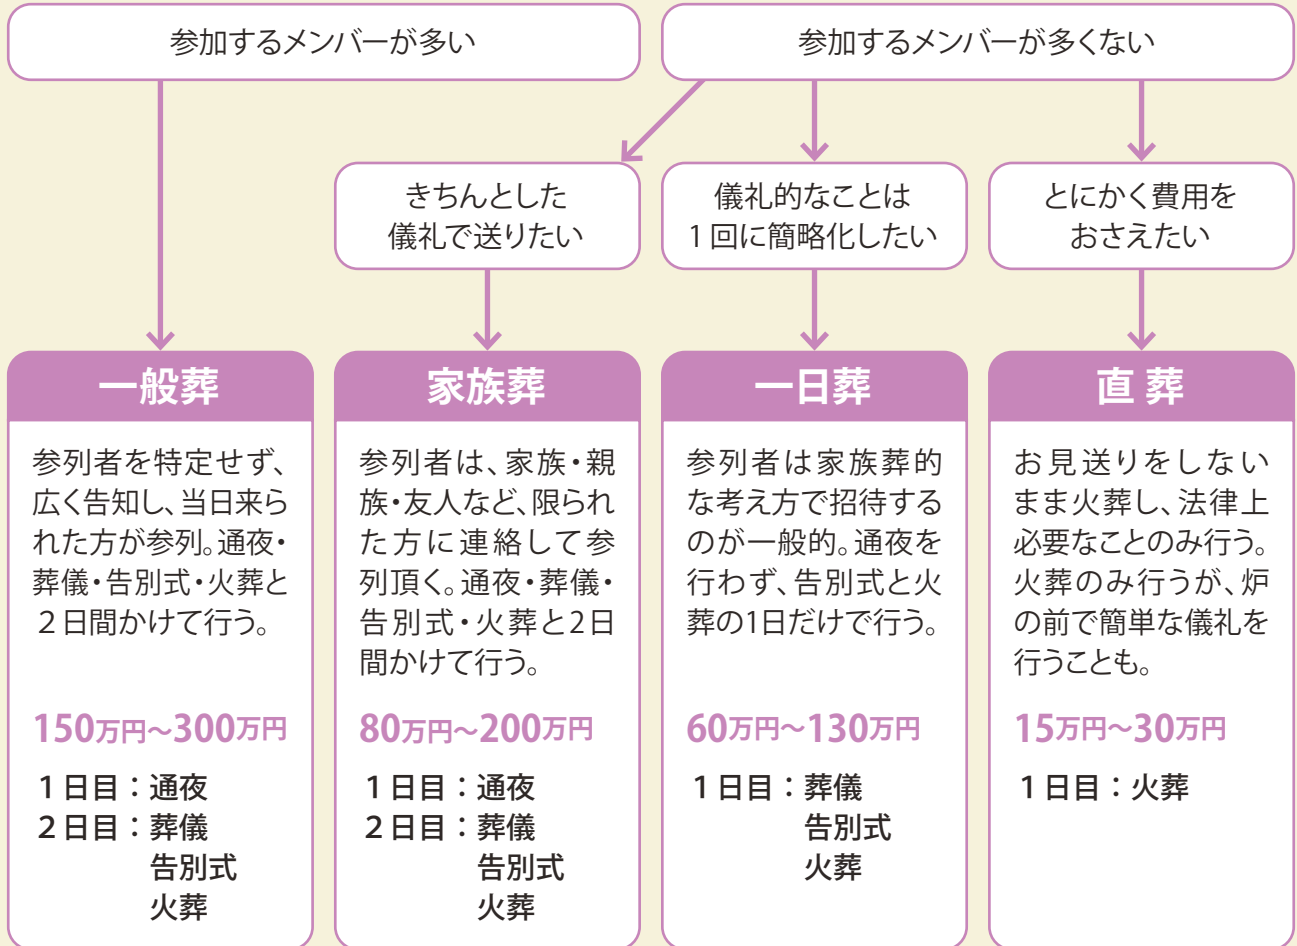 参加するメンバーが多い
参加するメンバーが多くない
きちんとした
儀礼で送りたい
儀礼的なことは
1回に簡略化したい
とにかく費用を
おさえたい
一般葬
参列者を特定せず、
広く告知し、当日来ら
れた方が参列。通夜・
葬儀・告別式・火葬と
2日間かけて行う。
150万円～300万円
1日目：通夜
2日目：葬儀
告別式
火葬
家族葬
参列者は、家族・親
族・友人など、限られ
た方に連絡して参
列頂く。通夜・葬儀・
告別式・火葬と2日
間かけて行う。
80万円～200万円
1日目：通夜
2日目：葬儀
告別式
火葬
一日葬
参列者は家族葬的
な考え方で招待する
のが一般的。通夜を
行わず、告別式と火
葬の1日だけで行う。
60万円～130万円
1日目：葬儀
告別式
火葬
直葬
お見送りをしない
まま火葬し、法律上
必要なことのみ行う。
火葬のみ行うが、炉
の前で簡単な儀礼を
行うことも。
15万円～30万円
1日目：火葬